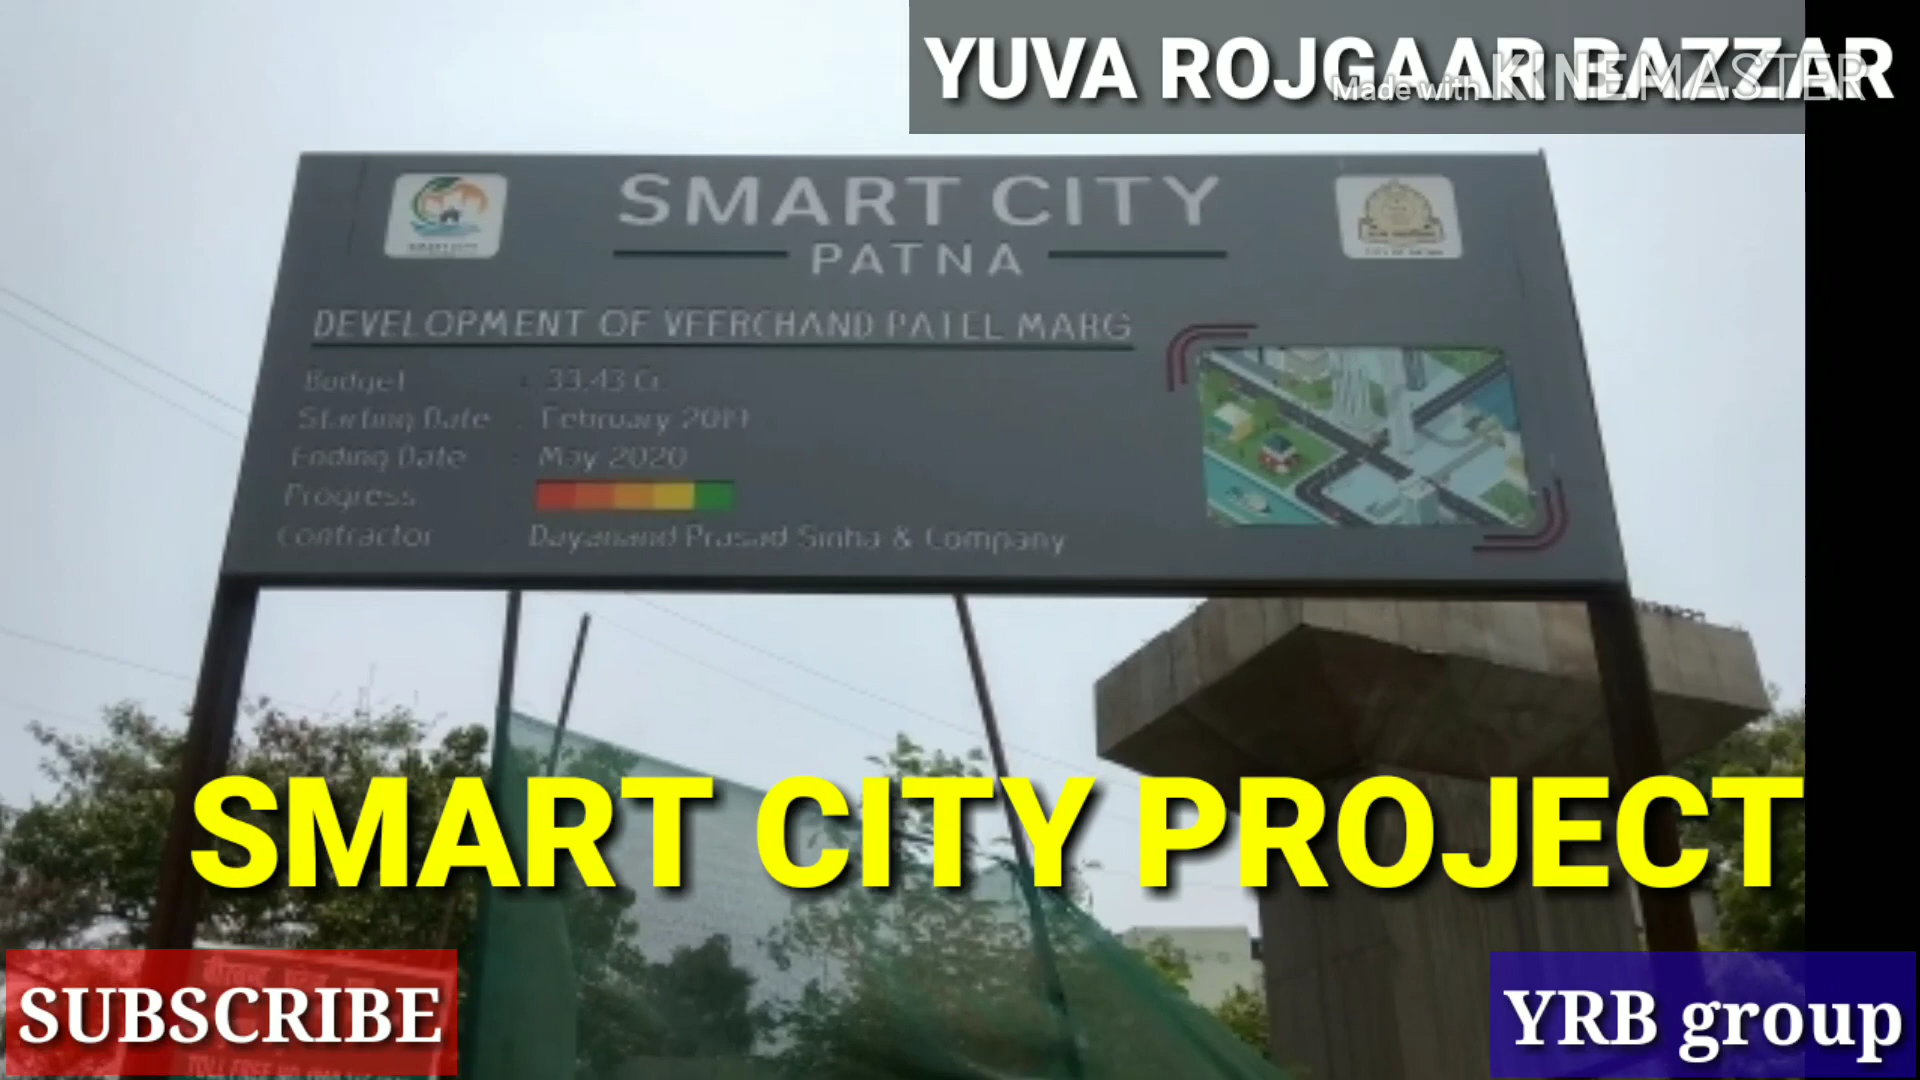 YUVA ROJGAAR BAZZAR
Made with KINEMASTER
SMART CITY
PATNA
DEVELOPMENT OF VEERCHAND PATEL MARG
Budget : 33.43 Cr.
Starting Date : February 2019
Ending Date : May 2020
Progress
Contractor : Dayanand Prasad Sinha & Company
SMART CITY PROJECT
SUBSCRIBE
YRB group